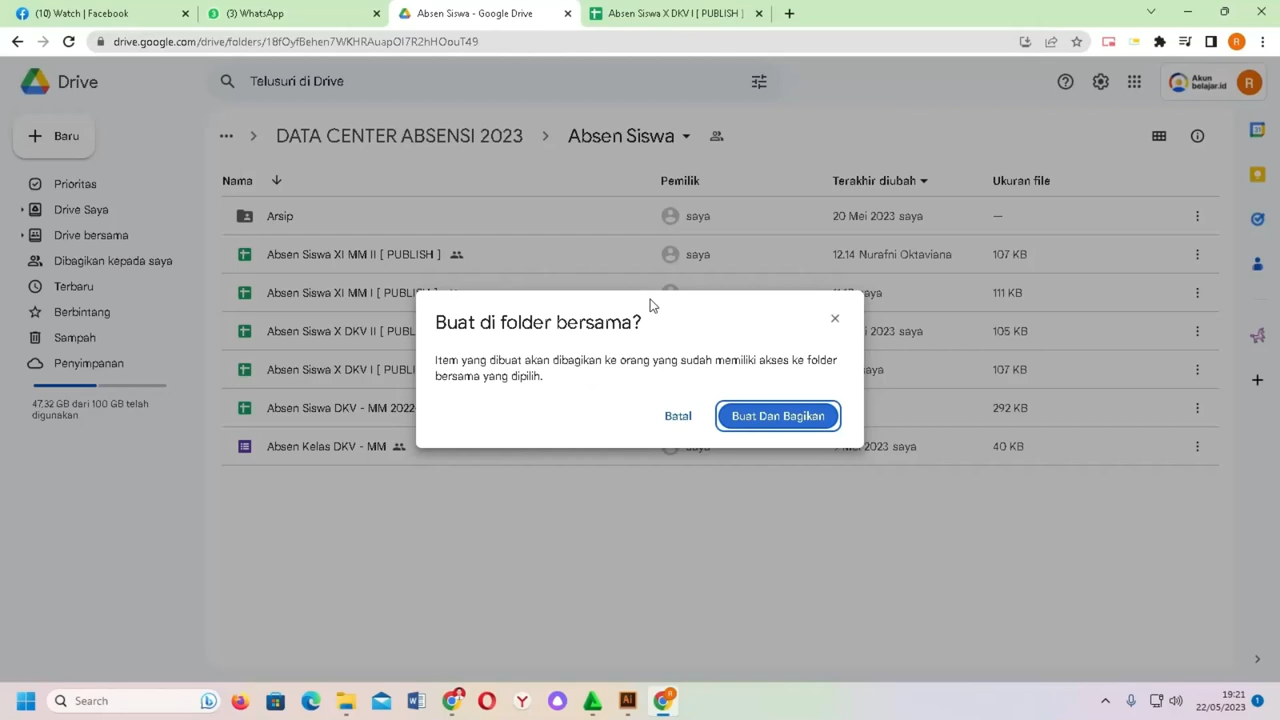 (10) Watch | Facebook
(3) WhatsApp
Absen Siswa - Google Drive
Absen Siswa X DKV I [ PUBLISH ]
drive.google.com/drive/folders/18fOyfBehen7WKHRAuapOI7R2hHOouT49
R
Drive
Telusuri di Drive
Akun
belajar.id
R
Baru
DATA CENTER ABSENSI 2023
Absen Siswa
Nama
Pemilik
Terakhir diubah
Ukuran file
Prioritas
Drive Saya
Drive bersama
Dibagikan kepada saya
Terbaru
Berbintang
Sampah
Penyimpanan
47,32 GB dari 100 GB telah
digunakan
Arsip
saya
20 Mei 2023 saya
—
Absen Siswa XI MM II [ PUBLISH ]
saya
12.14 Nurafni Oktaviana
107 KB
Absen Siswa XI MM I [ PUBLI
aya
111 KB
Absen Siswa X DKV II [ PUBL
i 2023 saya
105 KB
Absen Siswa X DKV I [ PUBL
aya
107 KB
Absen Siswa DKV - MM 2022-
292 KB
Absen Kelas DKV - MM
saya
Mei 2023 saya
40 KB
Buat di folder bersama?
Item yang dibuat akan dibagikan ke orang yang sudah memiliki akses ke folder
bersama yang dipilih.
Batal
Buat Dan Bagikan
Search
19:21
22/05/2023